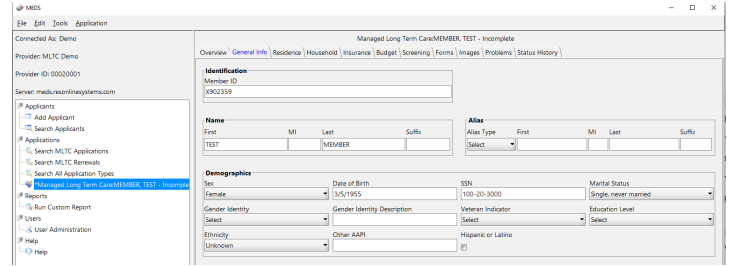 MEDS
File Edit Tools Application
Connected As: Demo
Provider: MLTC Demo
Provider ID: 00020001
Server: meds.resonlinesystems.com
Applicants
Add Applicant
Search Applicants
Applications
Search MLTC Applications
Search MLTC Renewals
Search All Application Types
*Managed Long Term Care:MEMBER, TEST - Incomple
Reports
Run Custom Report
Users
User Administration
Help
Help
Managed Long Term Care:MEMBER, TEST - Incomplete
Overview General Info Residence Household Insurance Budget Screening Forms Images Problems Status History
Identification
Member ID
X902359
Name
First MI Last Suffix
TEST MEMBER
Alias
Alias Type First MI Last Suffix
Select
Demographics
Sex Date of Birth SSN Marital Status
Female 3/5/1955 100-20-3000 Single, never married
Gender Identity Gender Identity Description Veteran Indicator Education Level
Select Select Select
Ethnicity Other AAPI Hispanic or Latino
Unknown